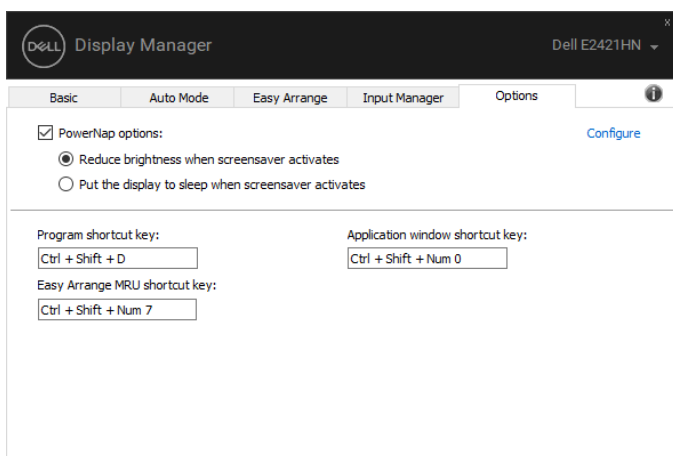 x
DELL Display Manager
Dell E2421HN
Basic
Auto Mode
Easy Arrange
Input Manager
Options
i
PowerNap options:
Configure
Reduce brightness when screensaver activates
Put the display to sleep when screensaver activates
Program shortcut key:
Application window shortcut key:
Ctrl + Shift + D
Ctrl + Shift + Num 0
Easy Arrange MRU shortcut key:
Ctrl + Shift + Num 7